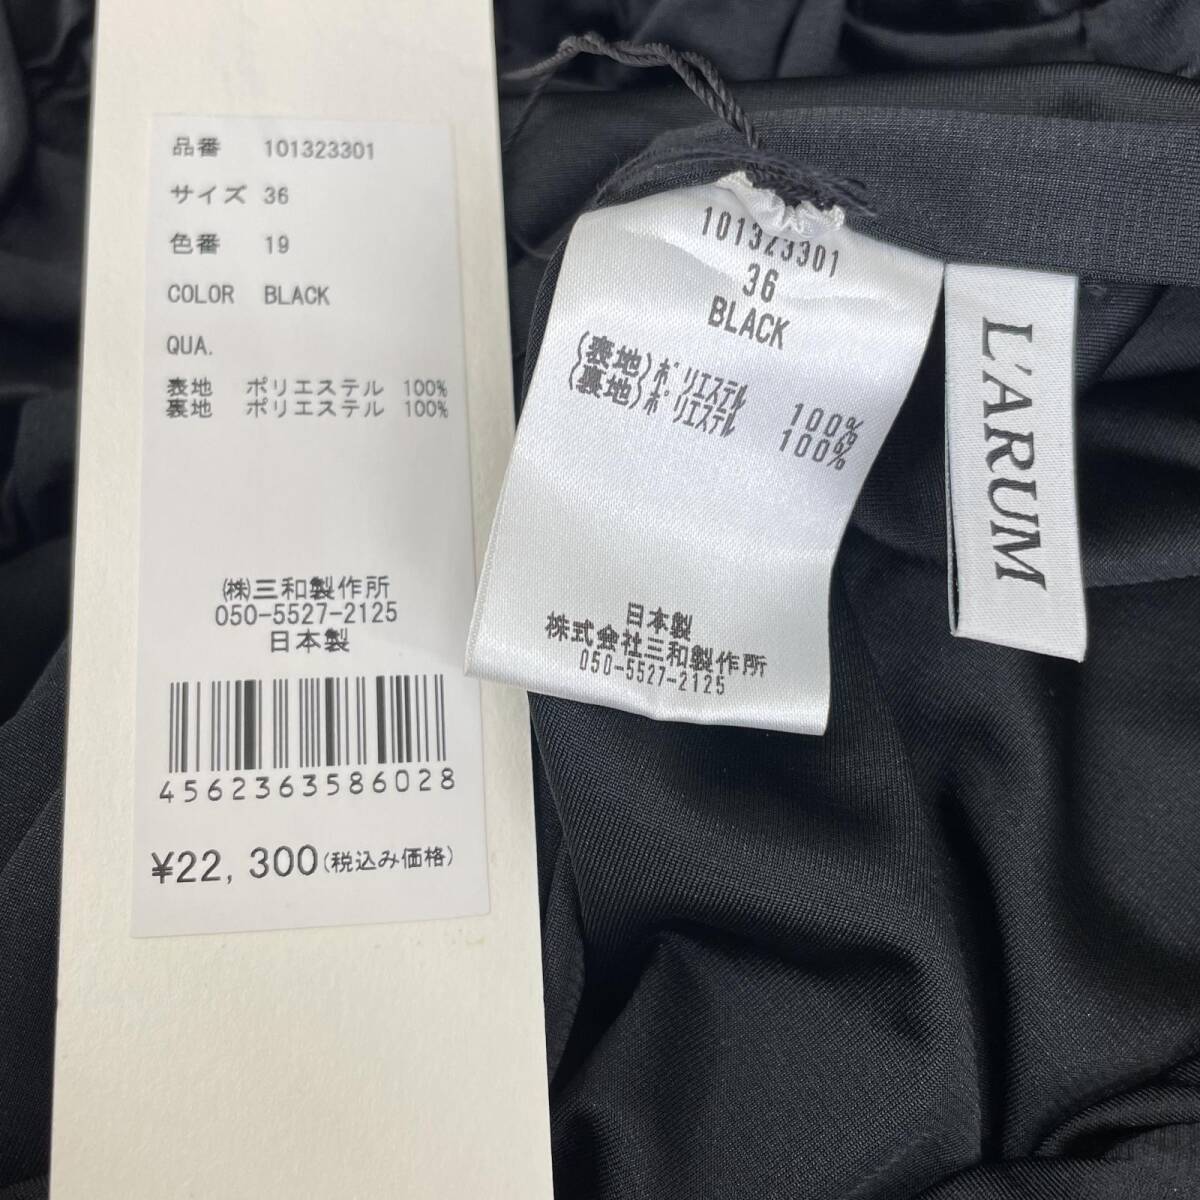 品番 101323301
サイズ 36
色番 19
COLOR BLACK
QUA.
表地 ポリエステル 100%
裏地 ポリエステル 100%
㈱三和製作所
050-5527-2125
日本製
4562363586028
¥22,300(税込み価格)
101323301
36
BLACK
(表地)ポリエステル 100%
(裏地)ポリエステル 100%
日本製
株式会社三和製作所
050-5527-2125
L'ARUM